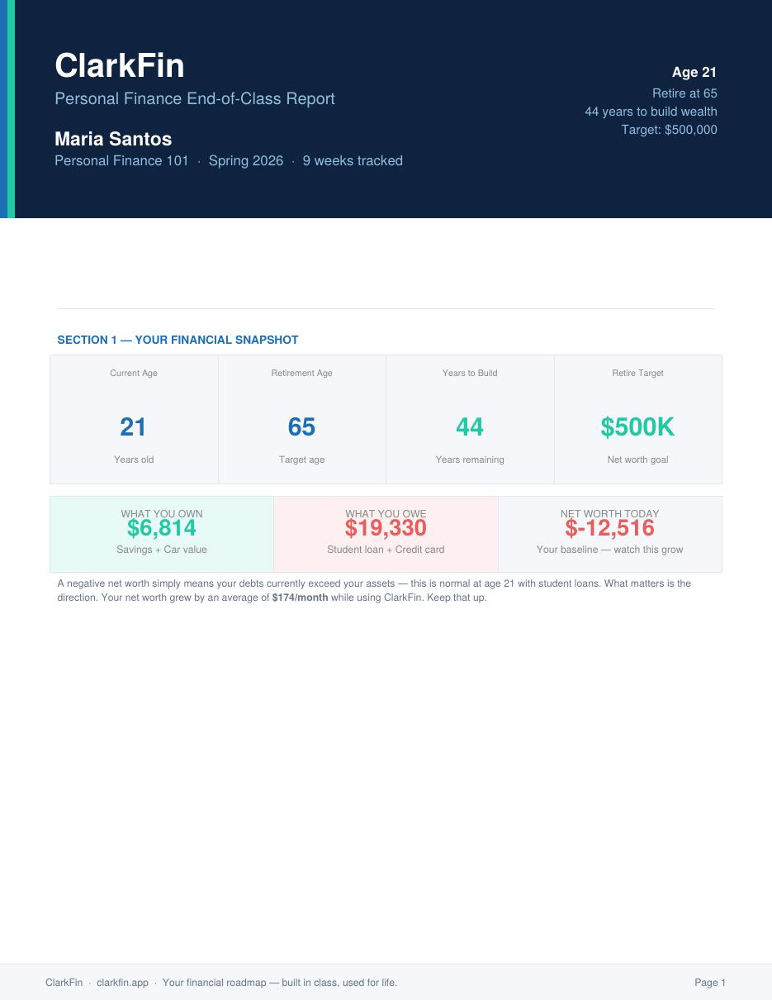 ClarkFin
Personal Finance End-of-Class Report
Maria Santos
Personal Finance 101 · Spring 2026 · 9 weeks tracked
Age 21
Retire at 65
44 years to build wealth
Target: $500,000
SECTION 1 — YOUR FINANCIAL SNAPSHOT
Current Age
21
Years old
Retirement Age
65
Target age
Years to Build
44
Years remaining
Retire Target
$500K
Net worth goal
WHAT YOU OWN
$6,814
Savings + Car value
WHAT YOU OWE
$19,330
Student loan + Credit card
NET WORTH TODAY
$-12,516
Your baseline — watch this grow
A negative net worth simply means your debts currently exceed your assets — this is normal at age 21 with student loans. What matters is the
direction. Your net worth grew by an average of $174/month while using ClarkFin. Keep that up.
ClarkFin · clarkfin.app · Your financial roadmap — built in class, used for life.
Page 1